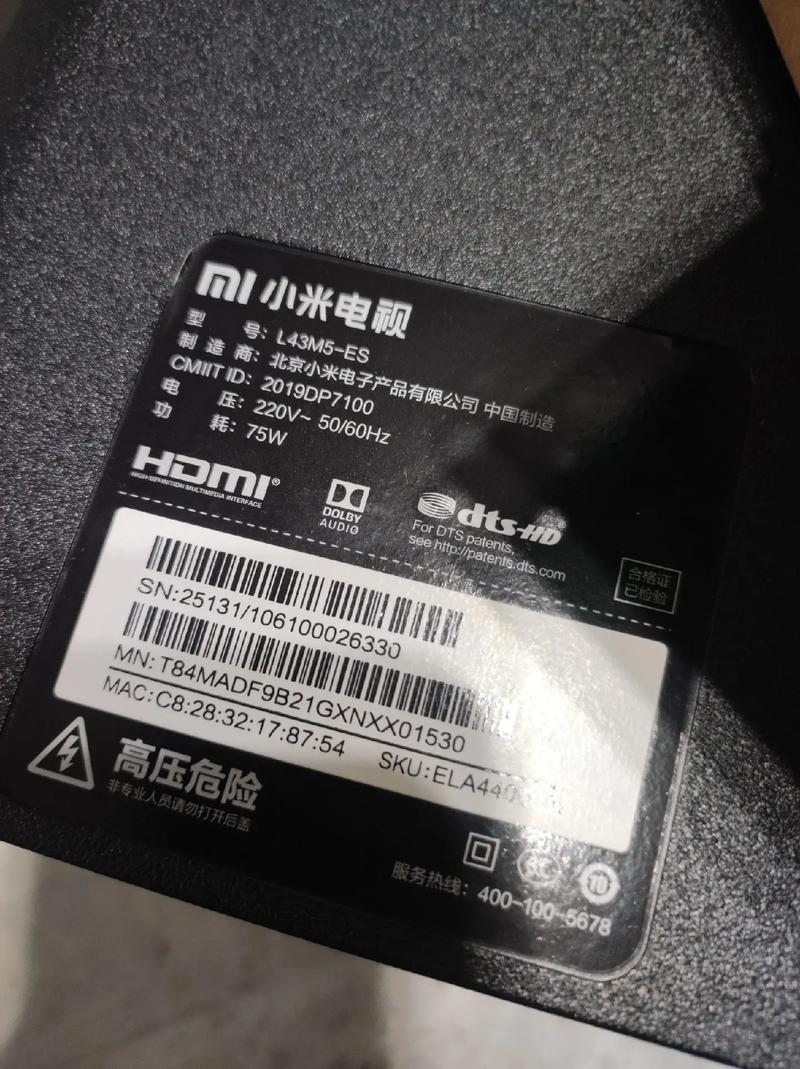 mi 小米电视
型 号: L43M5-ES
制 造 商: 北京小米电子产品有限公司 中国制造
CMIIT ID: 2019DP7100
电 压: 220V~ 50/60Hz
功 耗: 75W
HDMI®
HIGH-DEFINITION MULTIMEDIA INTERFACE
DOLBY
AUDIO
dts-HD
For DTS patents,
see http://patents.dts.com
合格证
已检验
SN:25131/106100026330
MN:T84MADF9B21GXNXX01530
MAC:C8:28:32:17:87:54 SKU:ELA440
高压危险
非专业人员请勿打开后盖
10
服务热线: 400-100-5678